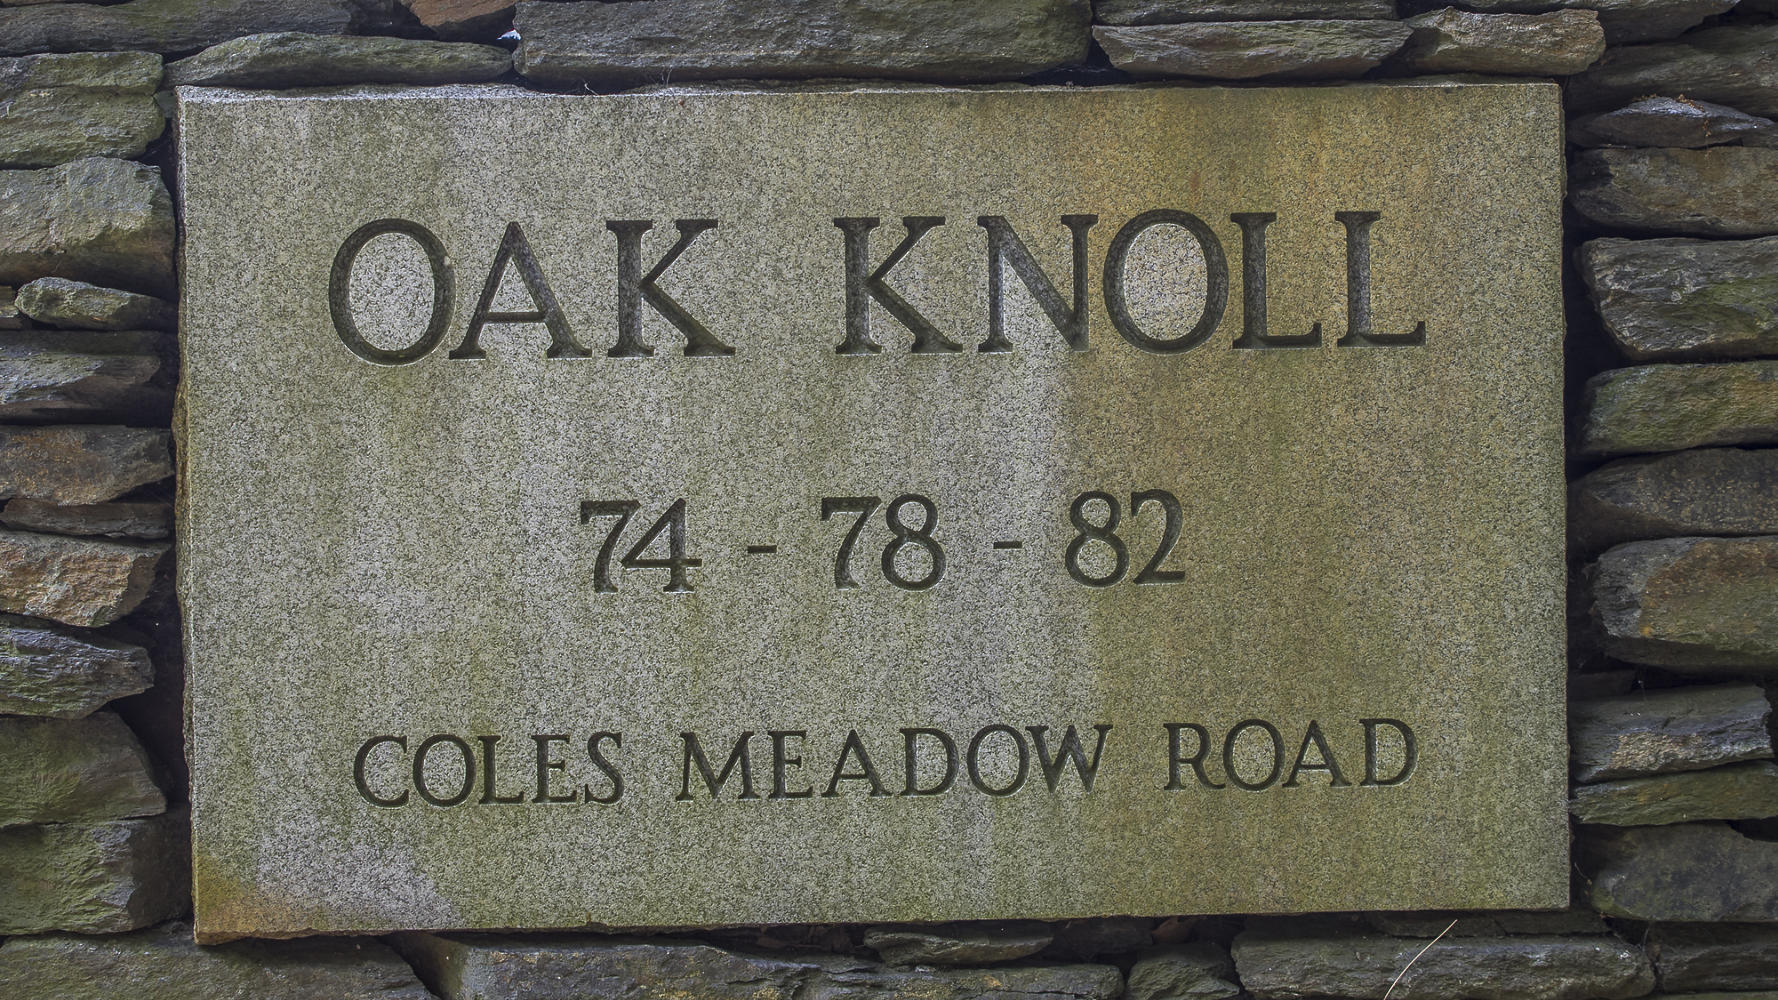 OAK KNOLL
74 - 78 - 82
COLES MEADOW ROAD